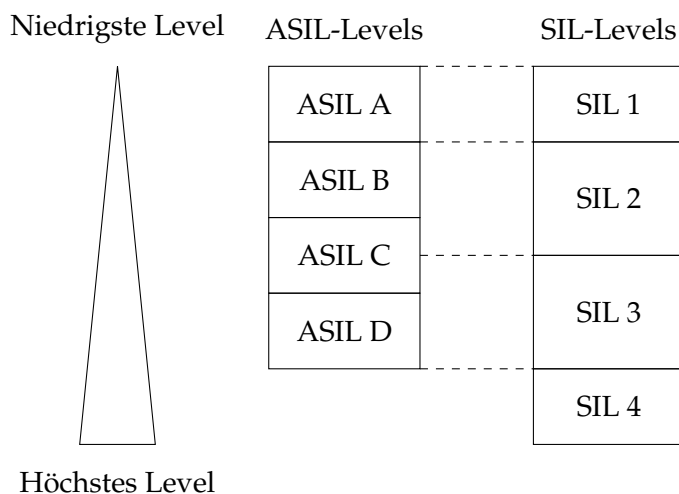 Niedrigste Level
ASIL-Levels
SIL-Levels
ASIL A
SIL 1
ASIL B
SIL 2
ASIL C
SIL 3
ASIL D
SIL 4
Höchstes Level